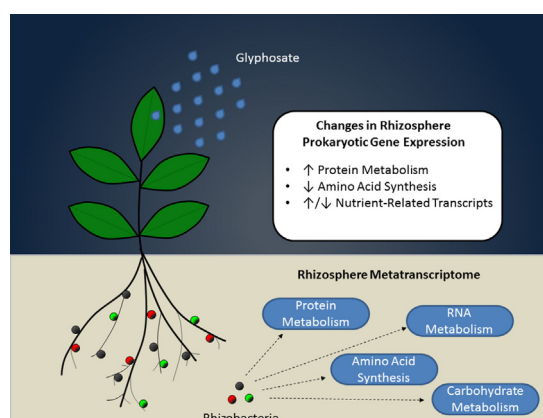 Glyphosate
Changes in Rhizosphere
Prokaryotic Gene Expression
• ↑ Protein Metabolism
• ↓ Amino Acid Synthesis
• ↑/↓ Nutrient-Related Transcripts
Rhizosphere Metatranscriptome
Protein
Metabolism
RNA
Metabolism
Amino Acid
Synthesis
Carbohydrate
Metabolism
Rhizobacteria